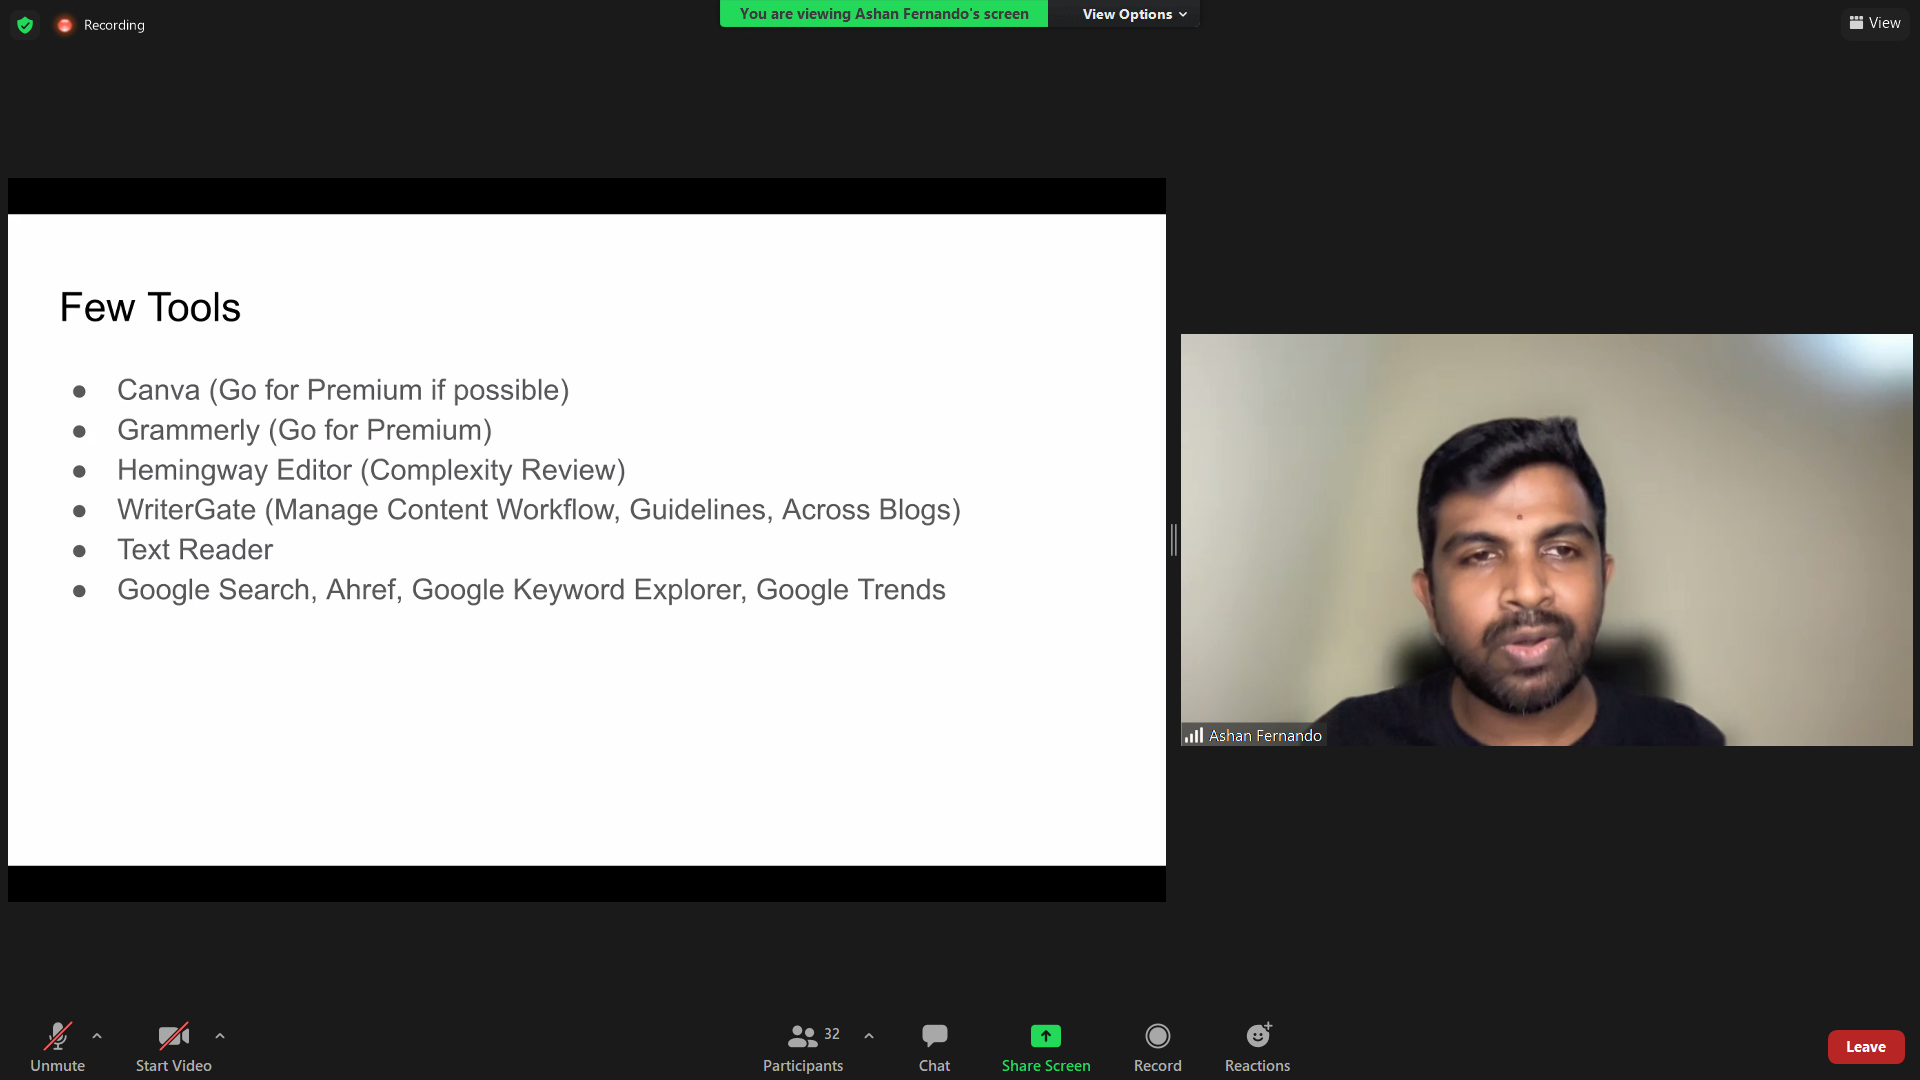 Recording
You are viewing Ashan Fernando's screen
View Options
View
Few Tools
● Canva (Go for Premium if possible)
● Grammerly (Go for Premium)
● Hemingway Editor (Complexity Review)
● WriterGate (Manage Content Workflow, Guidelines, Across Blogs)
● Text Reader
● Google Search, Ahref, Google Keyword Explorer, Google Trends
Ashan Fernando
Unmute
Start Video
32
Participants
Chat
Share Screen
Record
Reactions
Leave